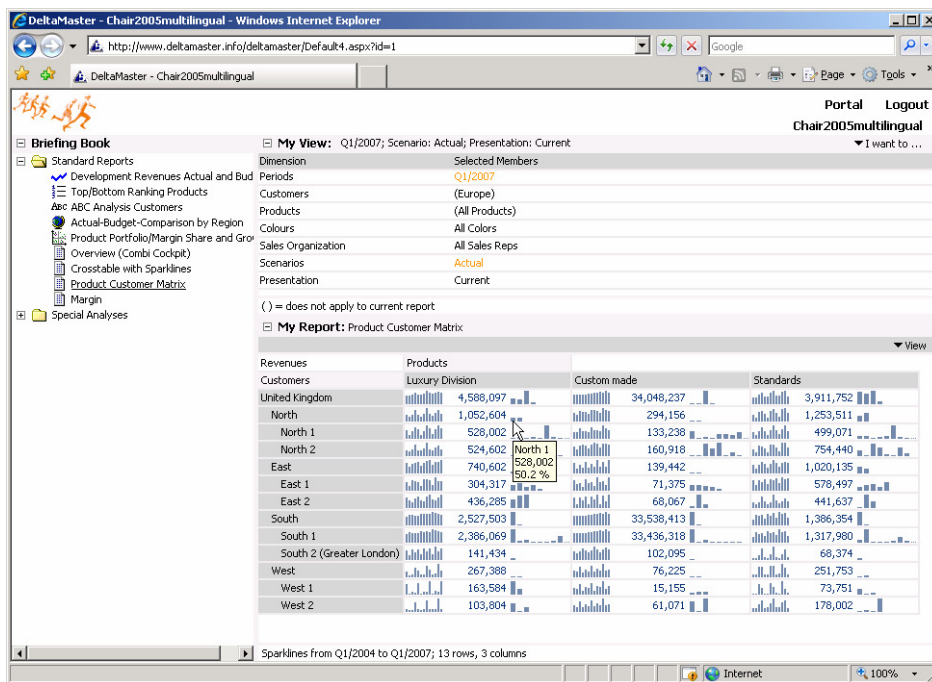 DeltaMaster - Chair2005multilingual - Windows Internet Explorer
http://www.deltamaster.info/deltamaster/Default4.aspx?id=1
Google
DeltaMaster - Chair2005multilingual
Page
Tools
Portal Logout
Chair2005multilingual
Briefing Book
Standard Reports
Development Revenues Actual and Bud
Top/Bottom Ranking Products
ABC ABC Analysis Customers
Actual-Budget-Comparison by Region
Product Portfolio/Margin Share and Gro
Overview (Combi Cockpit)
Crosstable with Sparklines
Product Customer Matrix
Margin
Special Analyses
My View: Q1/2007; Scenario: Actual; Presentation: Current
I want to ...
Dimension Selected Members
Periods Q1/2007
Customers (Europe)
Products (All Products)
Colours All Colors
Sales Organization All Sales Reps
Scenarios Actual
Presentation Current
( ) = does not apply to current report
My Report: Product Customer Matrix
View
Revenues Products
Customers Luxury Division Custom made Standards
United Kingdom 4,588,097 34,048,237 3,911,752
North 1,052,604 294,156 1,253,511
North 1 528,002 133,238 499,071
North 2 524,602 160,918 754,440
East 740,602 139,442 1,020,135
East 1 304,317 71,375 578,497
East 2 436,285 68,067 441,637
South 2,527,503 33,538,413 1,386,354
South 1 2,386,069 33,436,318 1,317,980
South 2 (Greater London) 141,434 102,095 68,374
West 267,388 76,225 251,753
West 1 163,584 15,155 73,751
West 2 103,804 61,071 178,002
North 1
528,002
50.2 %
Sparklines from Q1/2004 to Q1/2007; 13 rows, 3 columns
Internet
100%